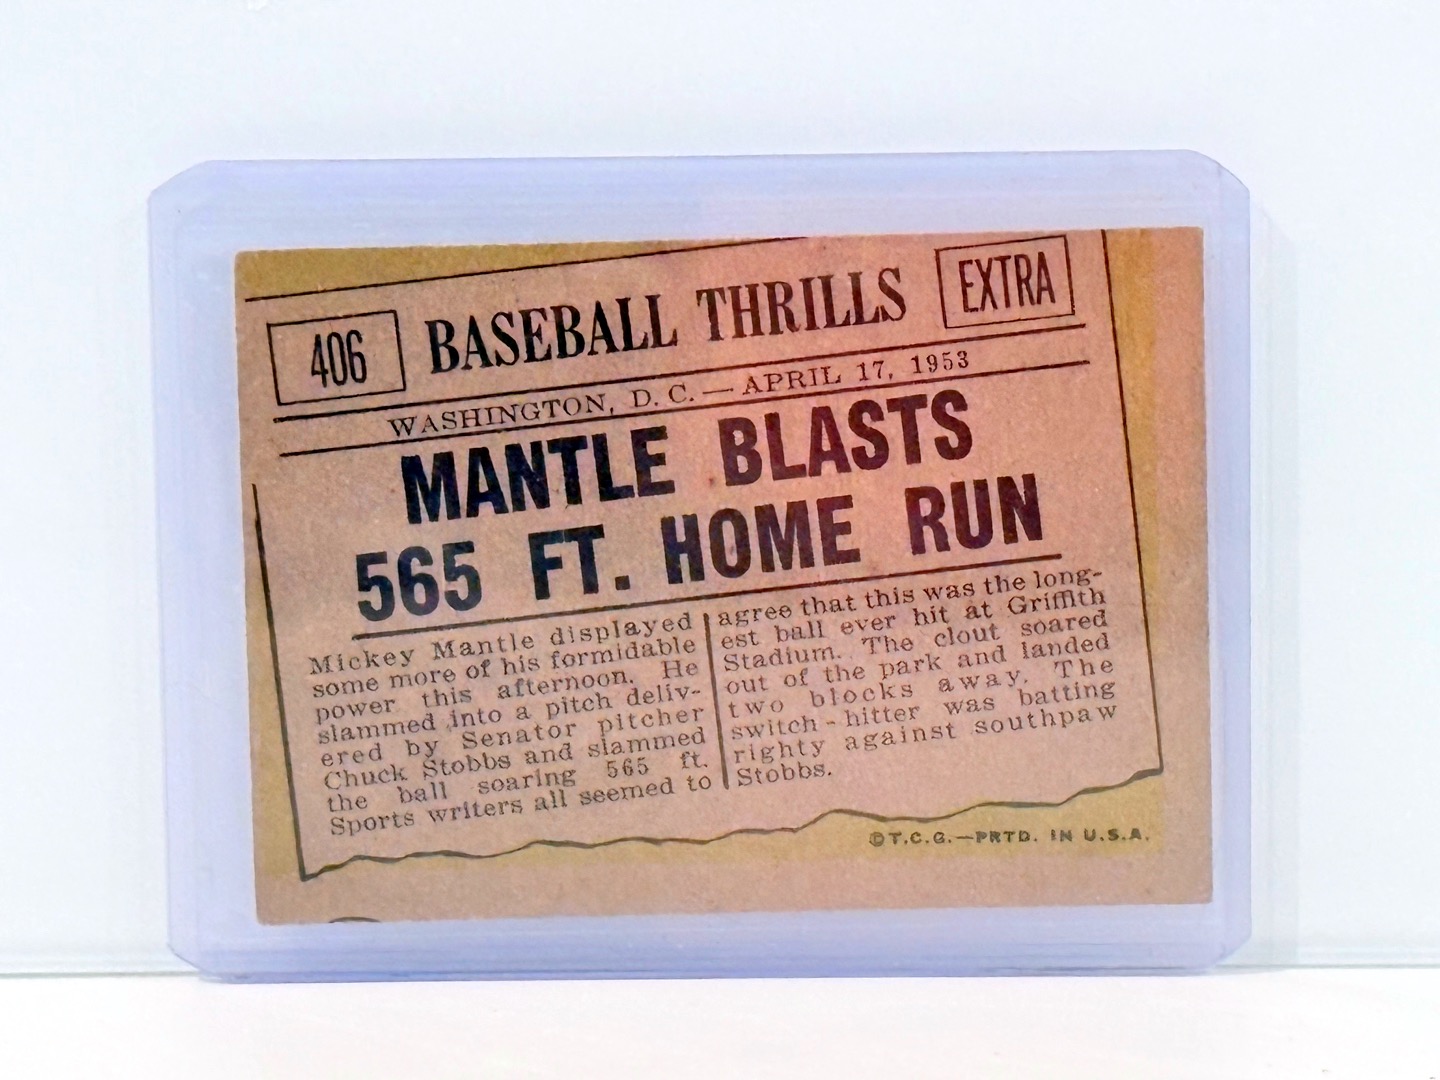 406
BASEBALL THRILLS
EXTRA
WASHINGTON, D. C. — APRIL 17, 1953
MANTLE BLASTS
565 FT. HOME RUN
Mickey Mantle displayed
some more of his formidable
power this afternoon. He
slammed into a pitch deliv-
ered by Senator pitcher
Chuck Stobbs and slammed
the ball soaring 565 ft.
Sports writers all seemed to
agree that this was the long-
est ball ever hit at Griffith
Stadium. The clout soared
out of the park and landed
two blocks away. The
switch-hitter was batting
righty against southpaw
Stobbs.
©T.C.G.—PRTD. IN U.S.A.